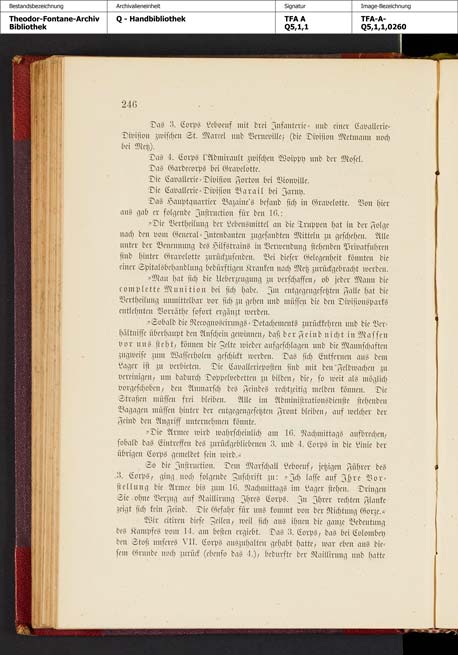 Bestandsbezeichnung
Archivalieneinheit
Signatur
Image-Bezeichnung
Theodor-Fontane-Archiv
Bibliothek
Q - Handbibliothek
TFA A
Q5,1,1
TFA-A-
Q5,1,1,0260
246
Das 3. Corps Leboeuf mit drei Infanterie- und einer Cavallerie-
Division zwischen St. Marcel und Verneville; (die Division Metmann noch
bei Metz).
Das 4. Corps l'Admirault zwischen Woippy und der Mosel.
Das Gardecorps bei Gravelotte.
Die Cavallerie-Division Forton bei Vionville.
Die Cavallerie-Division Barail bei Jarny.
Das Hauptquartier Bazaine's befand sich in Gravelotte. Von hier
aus gab er folgende Instruction für den 16.:
»Die Vertheilung der Lebensmittel an die Truppen hat in der Folge
nach den vom General-Intendanten zugesandten Mitteln zu geschehen. Alle
unter der Benennung des Hilfstrains in Verwendung stehenden Privatfuhren
sind hinter Gravelotte zurückzusenden. Bei dieser Gelegenheit könnten die
einer Spitalsbehandlung bedürftigen Kranken nach Metz zurückgebracht werden.
»Man hat sich die Ueberzeugung zu verschaffen, ob jeder Mann die
complette Munition bei sich habe. Im entgegengesetzten Falle hat die
Vertheilung unmittelbar vor sich zu gehen und müssen die den Divisionsparks
entlehnten Vorräthe sofort ergänzt werden.
»Sobald die Recognoscirungs-Detachements zurückkehren und die Ver-
hältnisse überhaupt den Anschein gewinnen, daß der Feind nicht in Massen
vor uns steht, können die Zelte wieder aufgeschlagen und die Mannschaften
zugweise zum Wasserholen geschickt werden. Das sich Entfernen aus dem
Lager ist zu verbieten. Die Cavallerieposten sind mit den Feldwachen zu
vereinigen, um dadurch Doppelvedetten zu bilden, die, so weit als möglich
vorgeschoben, den Anmarsch des Feindes rechtzeitig melden können. Die
Straßen müssen frei bleiben. Alle im Administrationsdienste stehenden
Bagagen müssen hinter der entgegengesetzten Front bleiben, auf welcher der
Feind den Angriff unternehmen könnte.
»Die Armee wird wahrscheinlich am 16. Nachmittags aufbrechen,
sobald das Eintreffen des zurückgebliebenen 3. und 4. Corps in die Linie der
übrigen Corps gemeldet sein wird.«
So die Instruction. Dem Marschall Leboeuf, jetzigen Führer des
3. Corps, ging noch folgende Zuschrift zu: »Ich lasse auf Ihre Vor-
stellung die Armee bis zum 16. Nachmittags im Lager stehen. Dringen
Sie ohne Verzug auf Raillirung Ihres Corps. In Ihrer rechten Flanke
zeigt sich kein Feind. Die Gefahr für uns kommt von der Richtung Gorze.«
Wir citiren diese Zeilen, weil sich aus ihnen die ganze Bedeutung
des Kampfes vom 14. am besten ergiebt. Das 3. Corps, das bei Colombey
den Stoß unseres VII. Corps auszuhalten gehabt hatte, war eben aus die-
sem Grunde noch zurück (ebenso das 4.), bedurfte der Raillirung und hatte